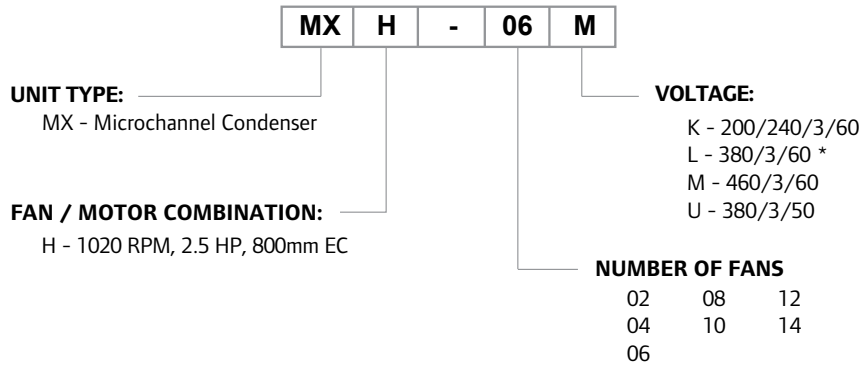 MX H - 06 M
UNIT TYPE:
MX - Microchannel Condenser
FAN / MOTOR COMBINATION:
H - 1020 RPM, 2.5 HP, 800mm EC
VOLTAGE:
K - 200/240/3/60
L - 380/3/60 *
M - 460/3/60
U - 380/3/50
NUMBER OF FANS
02 08 12
04 10 14
06